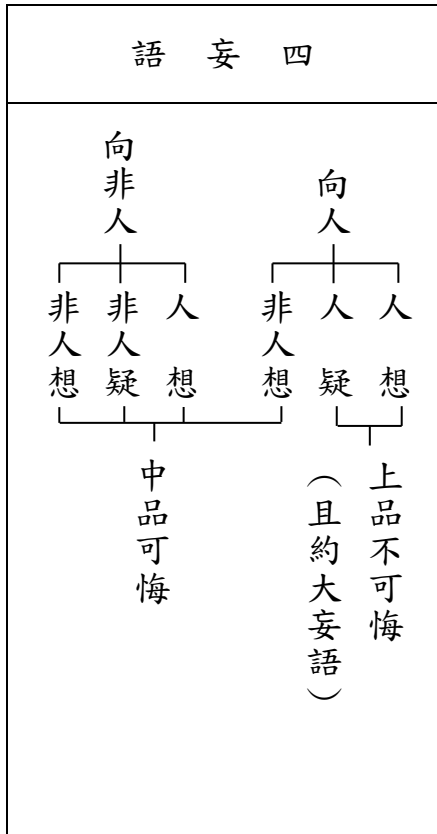 四妄語
向人
人想
人疑
非人想
向非人
人想
非人疑
非人想
上品不可悔
（且約大妄語）
中品可悔